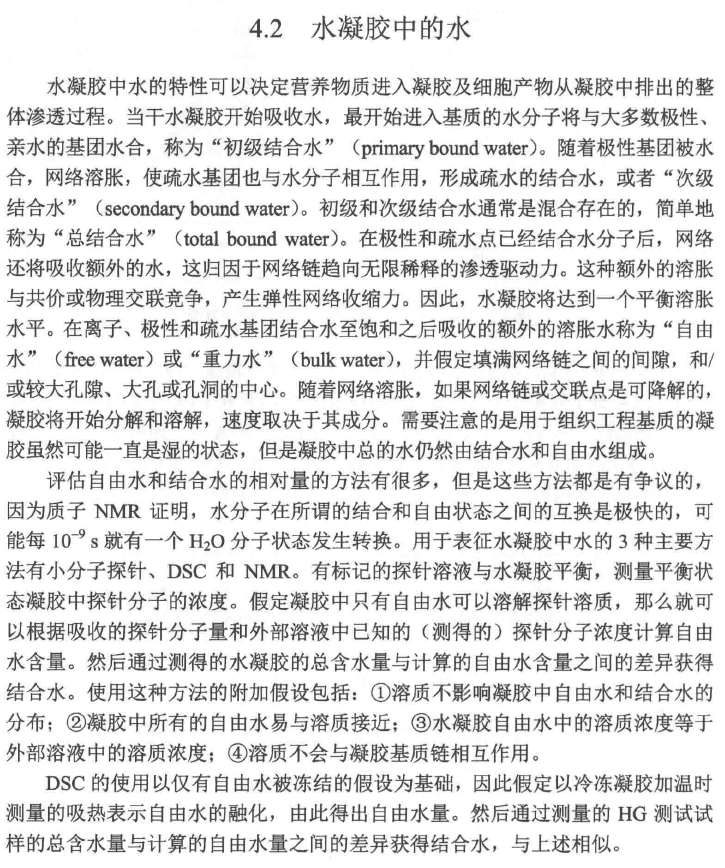 4.2 水凝胶中的水
水凝胶中水的特性可以决定营养物质进入凝胶及细胞产物从凝胶中排出的整
体渗透过程。当干水凝胶开始吸收水，最开始进入基质的水分子将与大多数极性、
亲水的基团水合，称为“初级结合水”（primary bound water）。随着极性基团被水
合，网络溶胀，使疏水基团也与水分子相互作用，形成疏水的结合水，或者“次级
结合水”（secondary bound water）。初级和次级结合水通常是混合存在的，简单地
称为“总结合水”（total bound water）。在极性和疏水点已经结合水分子后，网络
还将吸收额外的水，这归因于网络链趋向无限稀释的渗透驱动力。这种额外的溶胀
与共价或物理交联竞争，产生弹性网络收缩力。因此，水凝胶将达到一个平衡溶胀
水平。在离子、极性和疏水基团结合水至饱和之后吸收的额外的溶胀水称为“自由
水”（free water）或“重力水”（bulk water），并假定填满网络链之间的间隙，和/
或较大孔隙、大孔或孔洞的中心。随着网络溶胀，如果网络链或交联点是可降解的，
凝胶将开始分解和溶解，速度取决于其成分。需要注意的是用于组织工程基质的凝
胶虽然可能一直是湿的状态，但是凝胶中总的水仍然由结合水和自由水组成。
评估自由水和结合水的相对量的方法有很多，但是这些方法都是有争议的，
因为质子 NMR 证明，水分子在所谓的结合和自由状态之间的互换是极快的，可
能每 10⁻⁹ s 就有一个 H₂O 分子状态发生转换。用于表征水凝胶中水的 3 种主要方
法有小分子探针、DSC 和 NMR。有标记的探针溶液与水凝胶平衡，测量平衡状
态凝胶中探针分子的浓度。假定凝胶中只有自由水可以溶解探针溶质，那么就可
以根据吸收的探针分子量和外部溶液中已知的（测得的）探针分子浓度计算自由
水含量。然后通过测得的水凝胶的总含水量与计算的自由水含量之间的差异获得
结合水。使用这种方法的附加假设包括：①溶质不影响凝胶中自由水和结合水的
分布；②凝胶中所有的自由水易与溶质接近；③水凝胶自由水中的溶质浓度等于
外部溶液中的溶质浓度；④溶质不会与凝胶基质链相互作用。
DSC 的使用以仅有自由水被冻结的假设为基础，因此假定以冷冻凝胶加温时
测量的吸热表示自由水的融化，由此得出自由水量。然后通过测量的 HG 测试试
样的总含水量与计算的自由水量之间的差异获得结合水，与上述相似。